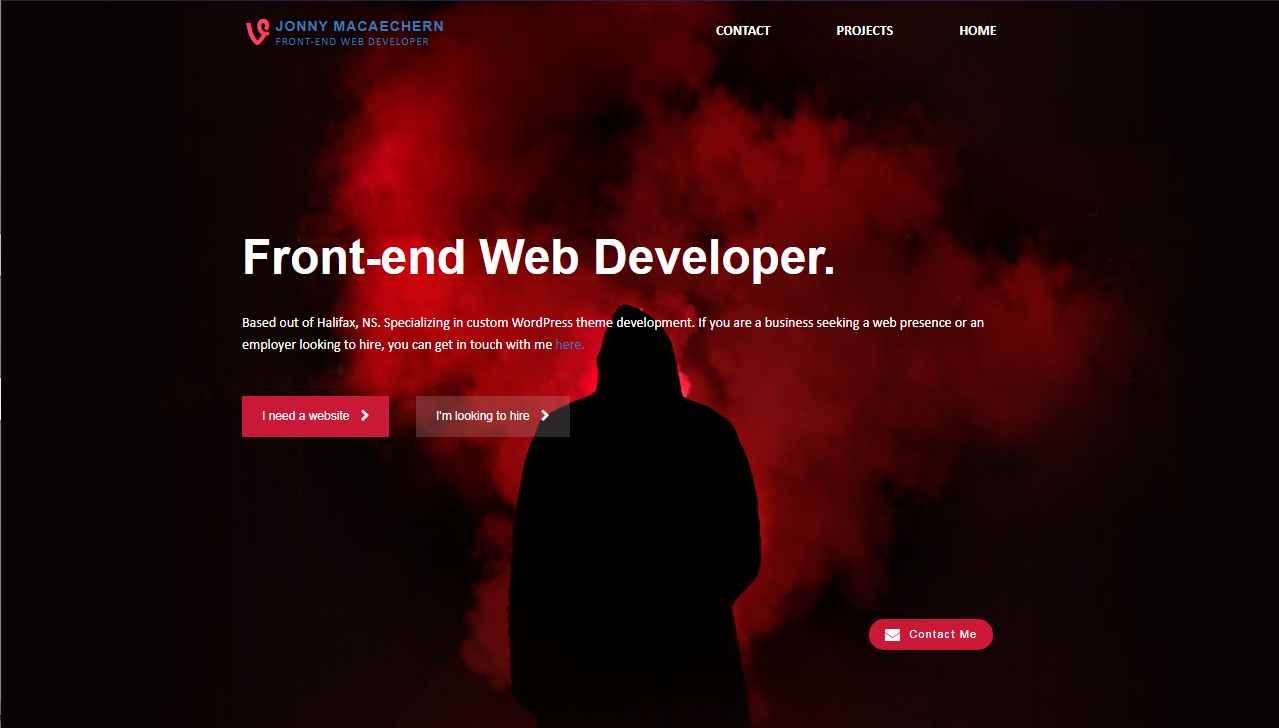 JONNY MACAECHERN
FRONT-END WEB DEVELOPER
CONTACT PROJECTS HOME
Front-end Web Developer.
Based out of Halifax, NS. Specializing in custom WordPress theme development. If you are a business seeking a web presence or an
employer looking to hire, you can get in touch with me here.
I need a website
I'm looking to hire
Contact Me